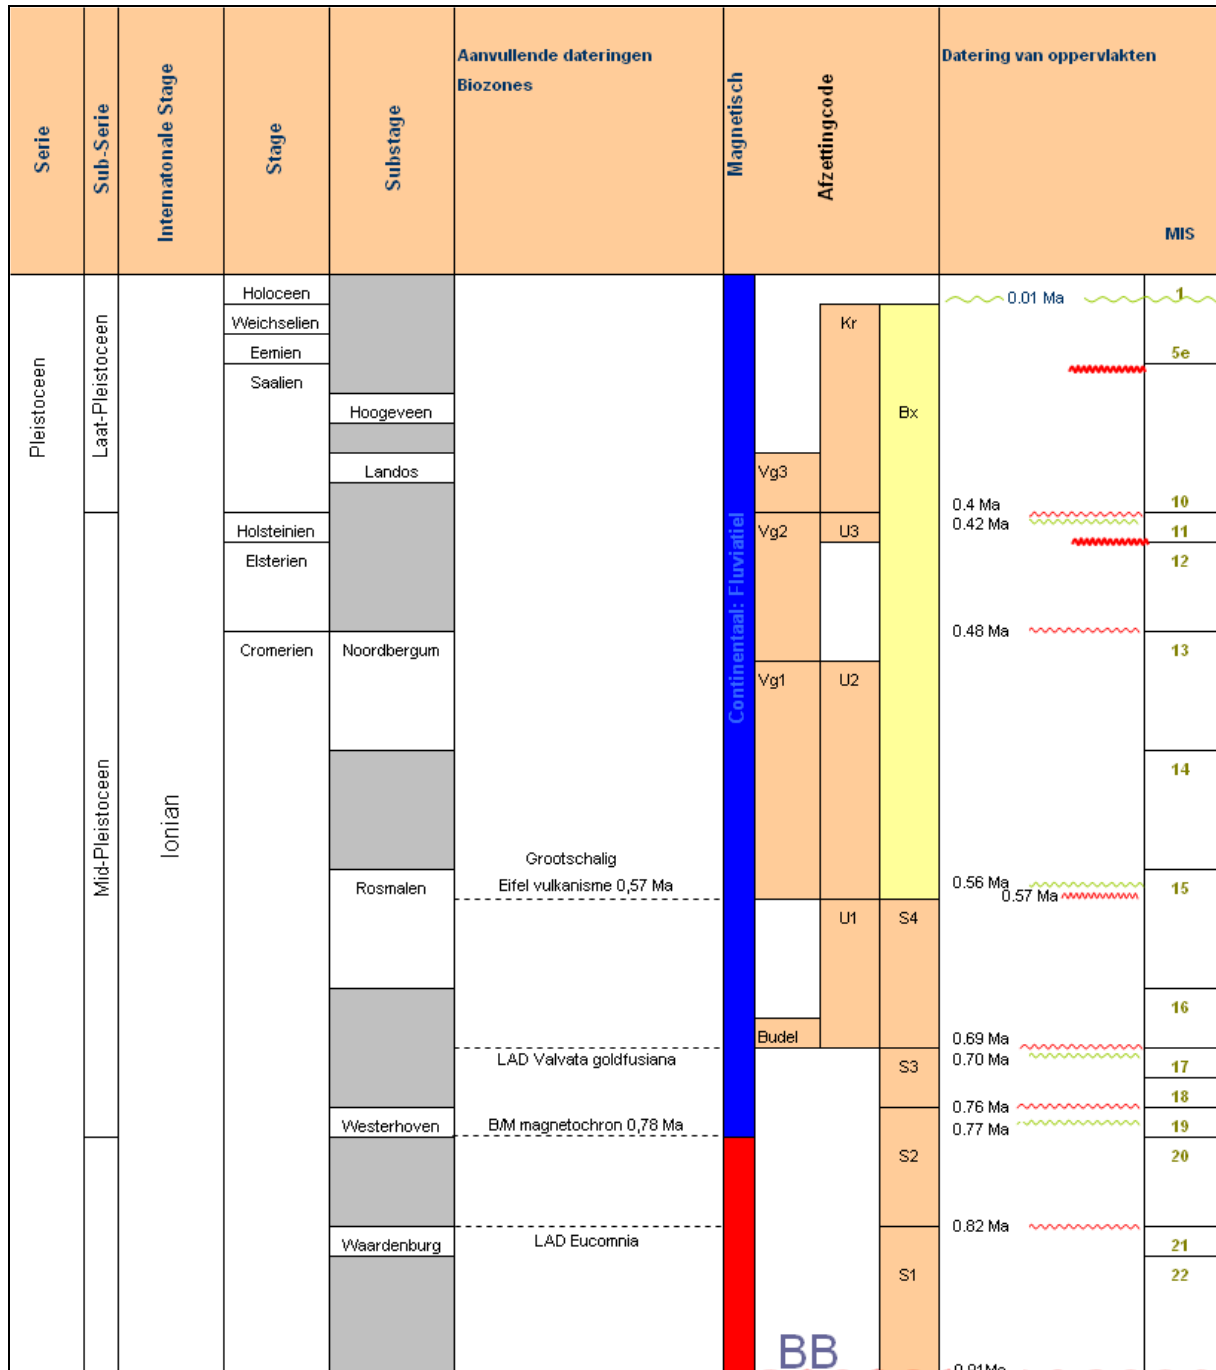 Serie
Sub-Serie
Internatonale Stage
Stage
Substage
Aanvullende dateringen
Biozones
Magnetisch
Afzettingcode
Datering van oppervlakten
MIS
Pleistoceen
Laat-Pleistoceen
Mid-Pleistoceen
Ionian
Holoceen
Weichselien
Eemien
Saalien
Holsteinien
Elsterien
Cromerien
Hoogeveen
Landos
Noordbergum
Rosmalen
Westerhoven
Waardenburg
Grootschalig
Eifel vulkanisme 0,57 Ma
LAD Valvata goldfusiana
B/M magnetochron 0,78 Ma
LAD Eucomnia
Continentaal: Fluviatiel
Vg3
Vg2
Vg1
Budel
BB
Kr
U3
U2
U1
Bx
S4
S3
S2
S1
0.01 Ma
0.4 Ma
0.42 Ma
0.48 Ma
0.56 Ma
0.57 Ma
0.69 Ma
0.70 Ma
0.76 Ma
0.77 Ma
0.82 Ma
1
5e
10
11
12
13
14
15
16
17
18
19
20
21
22